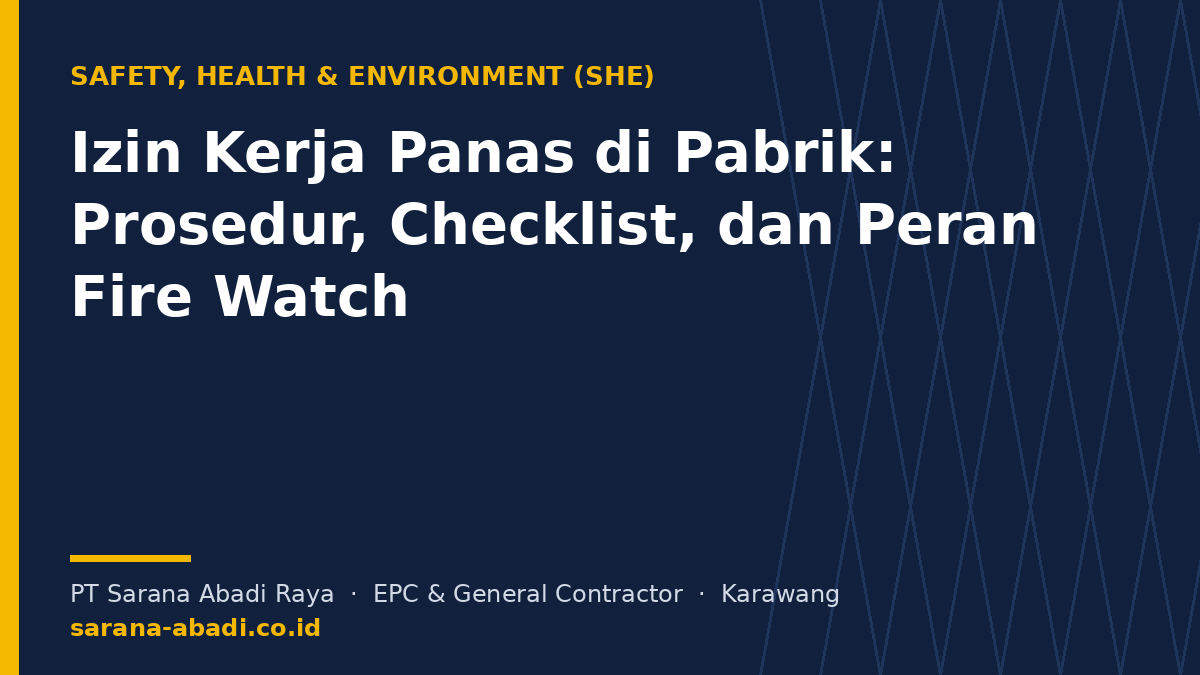 SAFETY, HEALTH & ENVIRONMENT (SHE)
Izin Kerja Panas di Pabrik:
Prosedur, Checklist, dan Peran
Fire Watch
PT Sarana Abadi Raya · EPC & General Contractor · Karawang
sarana-abadi.co.id